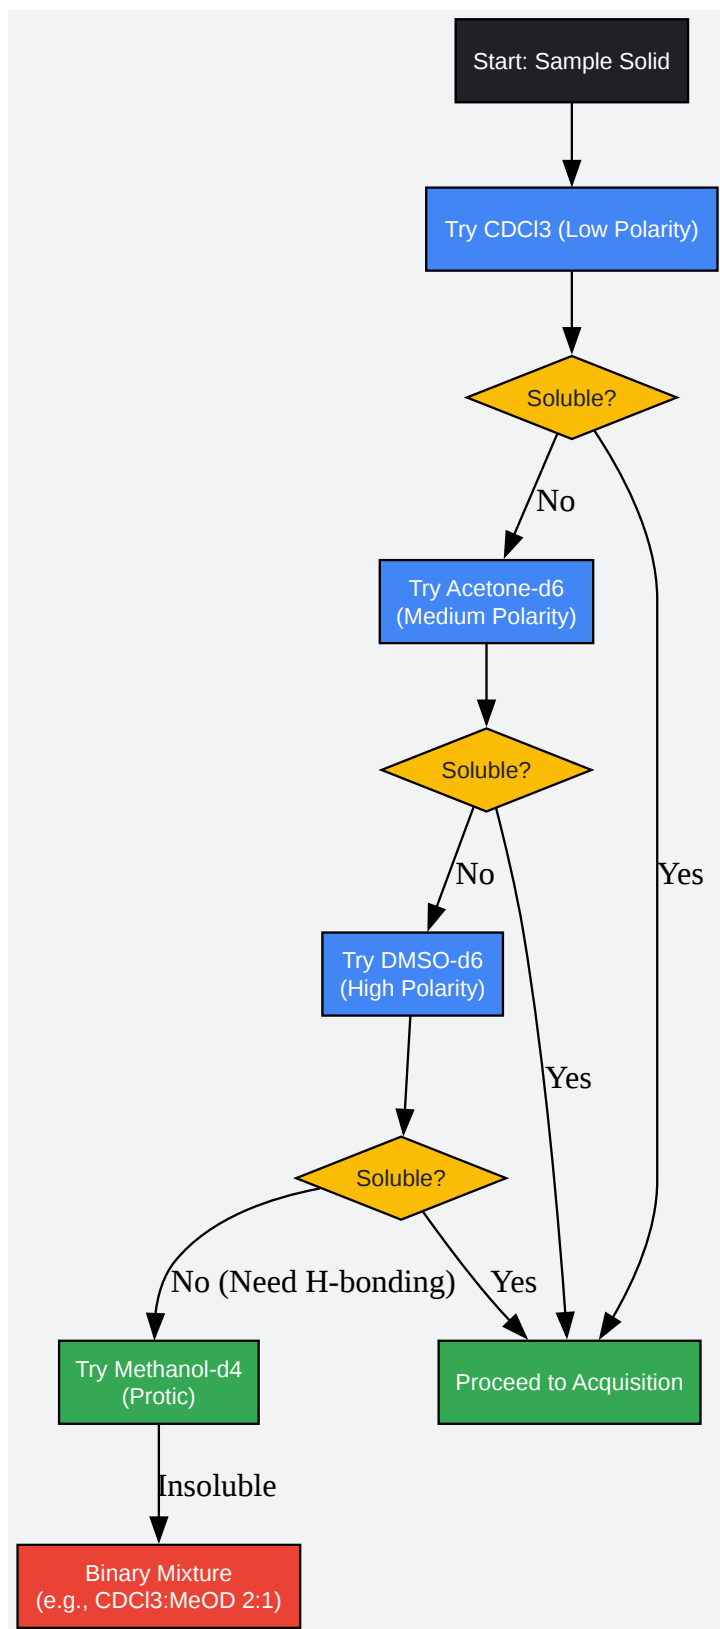 Start: Sample Solid
Try CDCl3 (Low Polarity)
Soluble?
No
Try Acetone-d6
(Medium Polarity)
Soluble?
No
Yes
Try DMSO-d6
(High Polarity)
Yes
Soluble?
No (Need H-bonding)
Yes
Try Methanol-d4
(Protic)
Proceed to Acquisition
Insoluble
Binary Mixture
(e.g., CDCl3:MeOD 2:1)